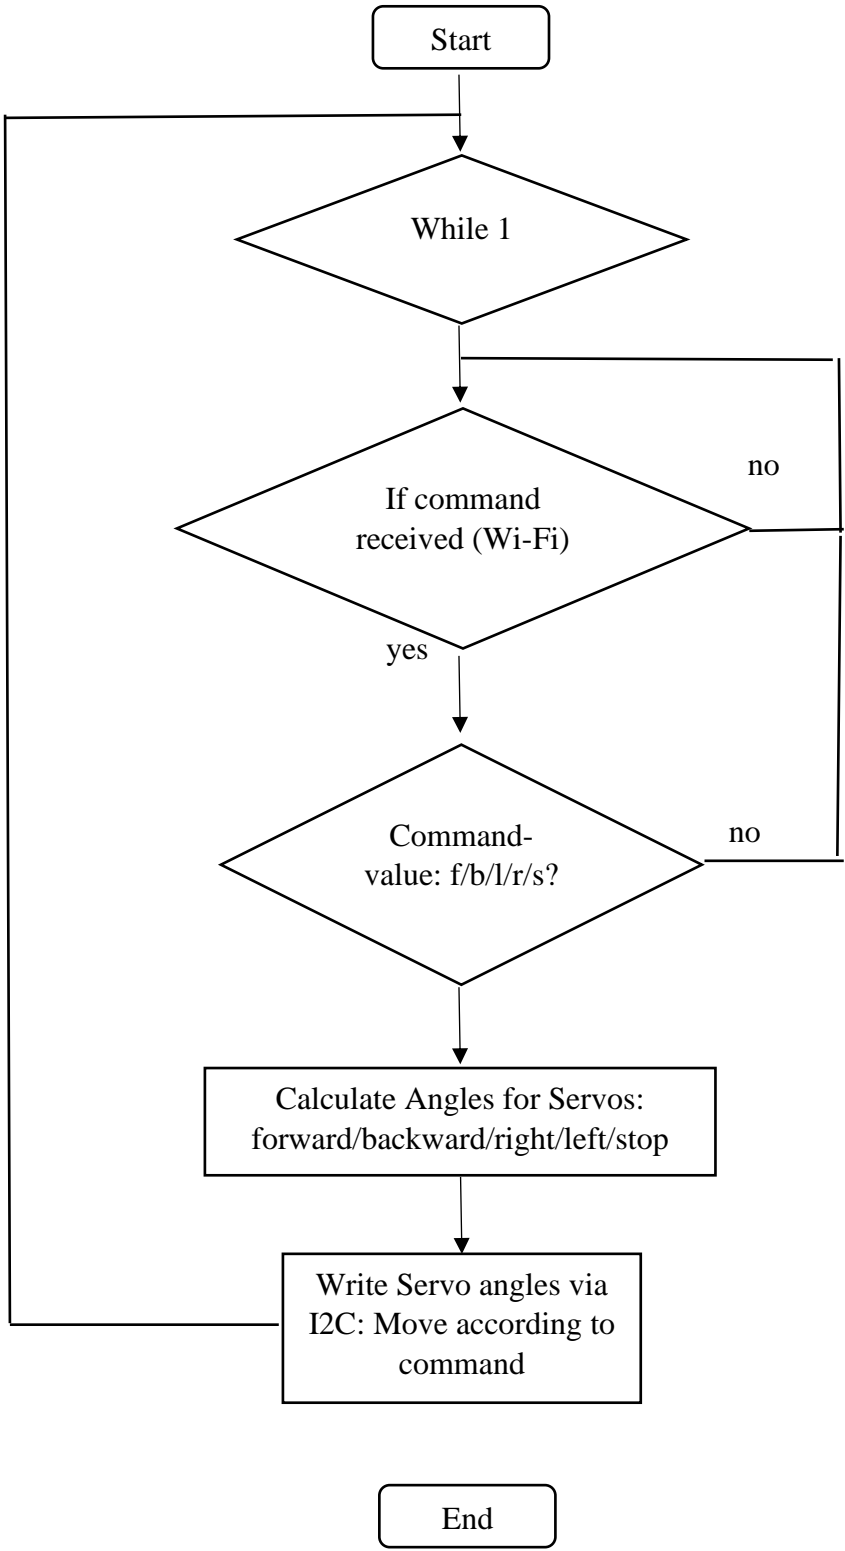 Start
While 1
no
If command
received (Wi-Fi)
yes
Command-
no
value: f/b/l/r/s?
Calculate Angles for Servos:
forward/backward/right/left/stop
Write Servo angles via
I2C: Move according to
command
End